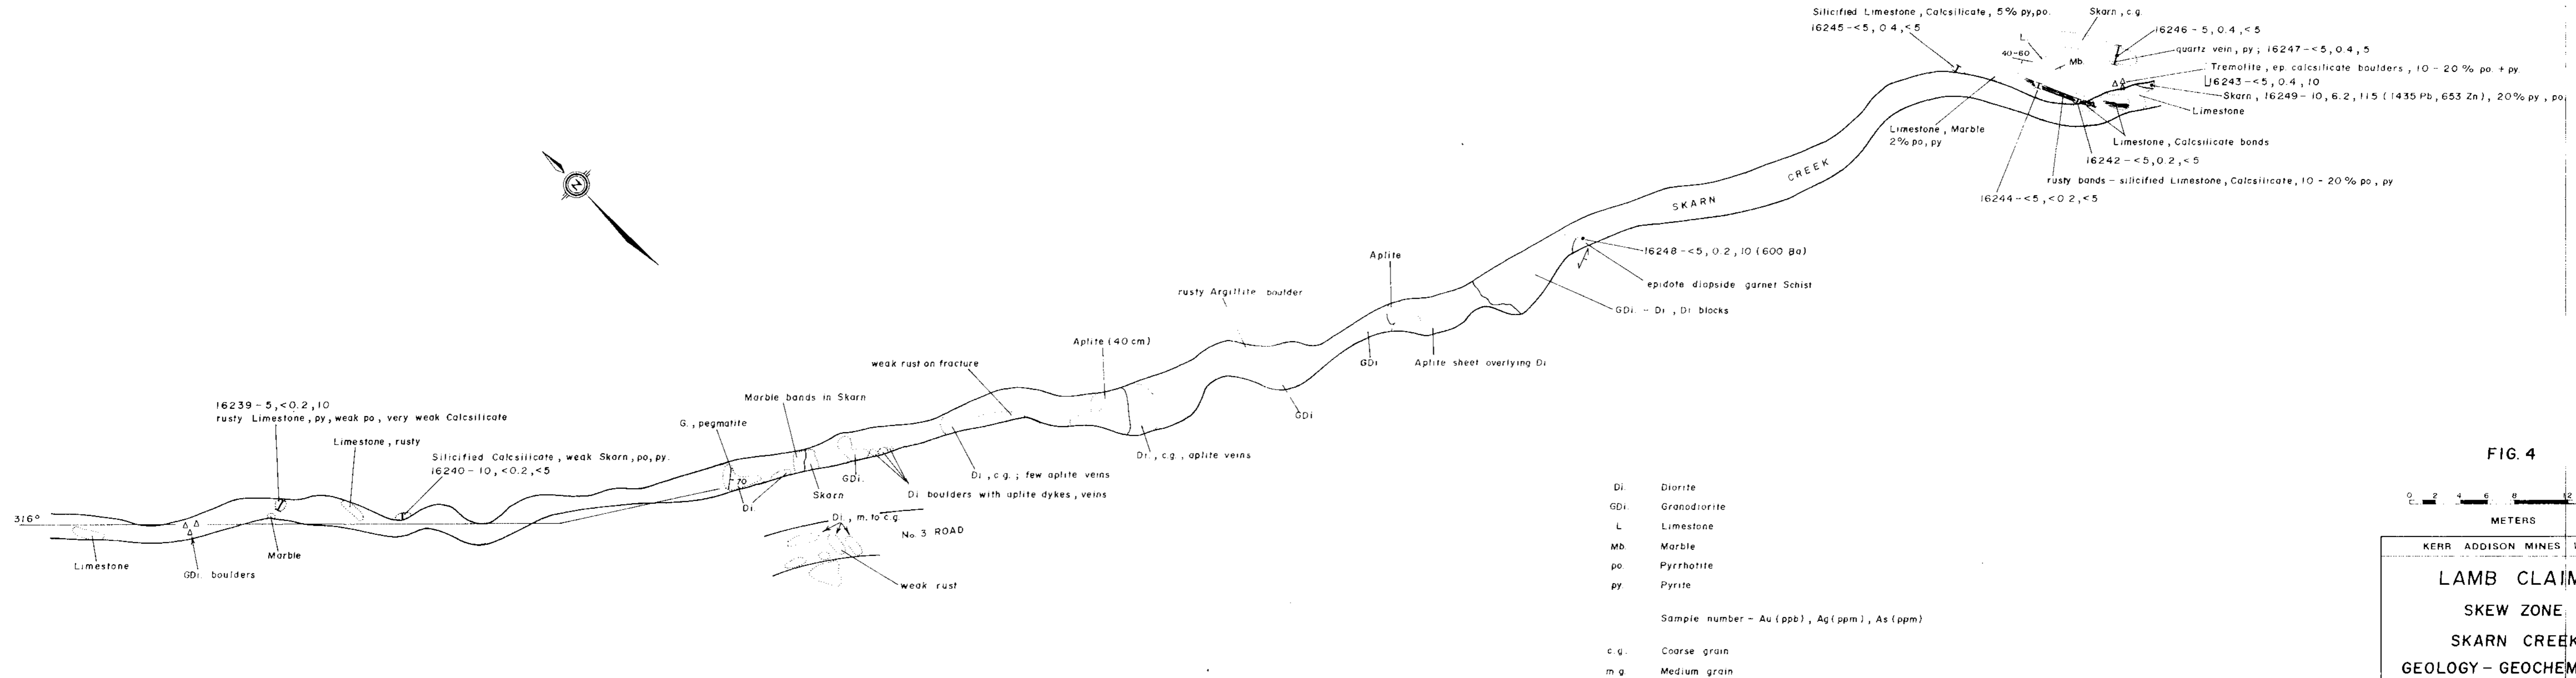 Silicified Limestone, Calcsilicate, 5% py, po.
16245-<5, 0.4, <5
Skarn, c.g.
L.
40-60
Mb.
16246-5, 0.4, <5
quartz vein, py; 16247-<5, 0.4, 5
Tremolite, ep. calcsilicate boulders, 10-20% po. + py.
16243-<5, 0.4, 10
Skarn, 16249-10, 6.2, 115 (1435 Pb, 653 Zn), 20% py, po
Limestone
Limestone, Marble
2% po, py
Limestone, Calcsilicate bonds
16242-<5, 0.2, <5
rusty bands - silicified Limestone, Calcsilicate, 10-20% po, py
16244-<5, <0.2, <5
SKARN CREEK
N
16248-<5, 0.2, 10 (600 Ba)
epidote diopside garnet Schist
GDi. - Di, Di blocks
Aplite
rusty Argillite boulder
GDi
Aplite sheet overlying Di
Aplite (40 cm)
weak rust on fracture
GDi
Marble bands in Skarn
Di., c.g., aplite veins
16239-5, <0.2, 10
rusty Limestone, py, weak po, very weak Calcsilicate
G., pegmatite
Limestone, rusty
Silicified Calcsilicate, weak Skarn, po, py.
16240-10, <0.2, <5
70
GDi.
Di, c.g.; few aplite veins
Skarn
Di boulders with aplite dykes, veins
Di.
316°
Di., m. to c.g.
No. 3 ROAD
Marble
Limestone
GDi. boulders
weak rust
Di. Diorite
GDi. Granodiorite
L Limestone
Mb. Marble
po. Pyrrhotite
py Pyrite
Sample number - Au (ppb), Ag (ppm), As (ppm)
c.g. Coarse grain
m.g. Medium grain
FIG. 4
0 2 4 6 8 12
METERS
KERR ADDISON MINES
LAMB CLAIM
SKEW ZONE
SKARN CREEK
GEOLOGY - GEOCHEM